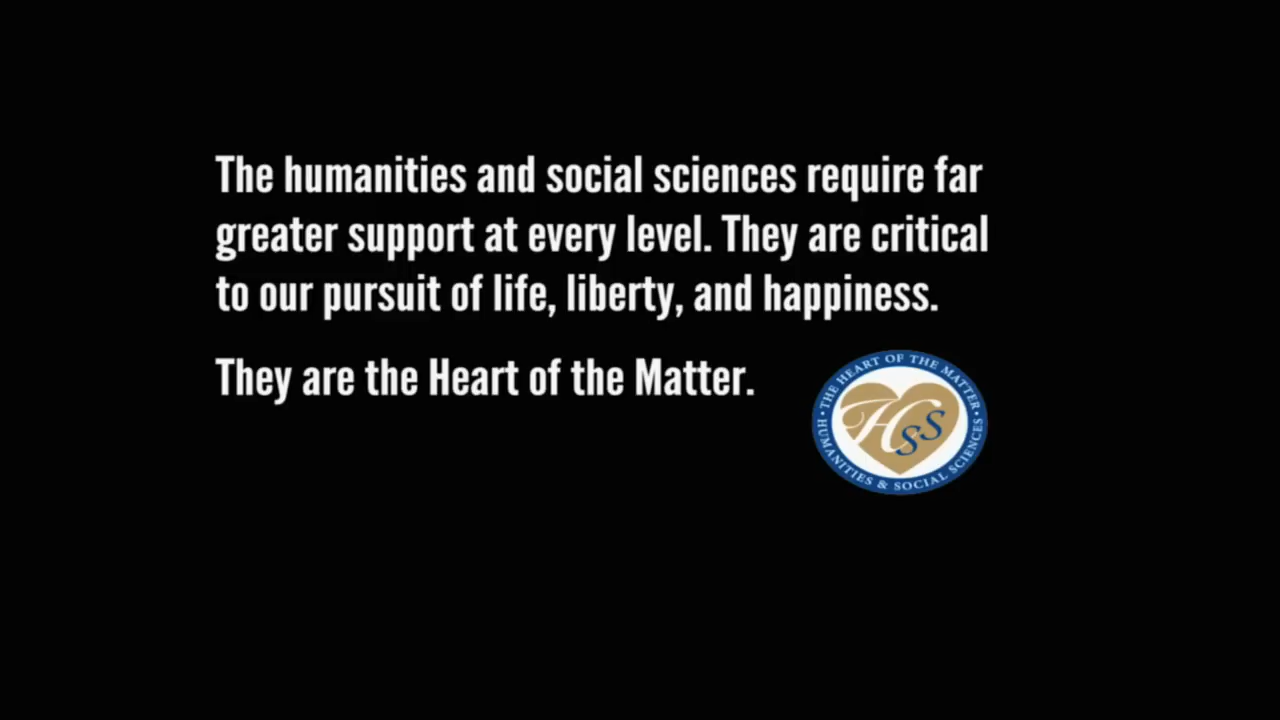 The humanities and social sciences require far
greater support at every level. They are critical
to our pursuit of life, liberty, and happiness.
They are the Heart of the Matter.
· THE HEART OF THE MATTER ·
HSS
HUMANITIES & SOCIAL SCIENCES